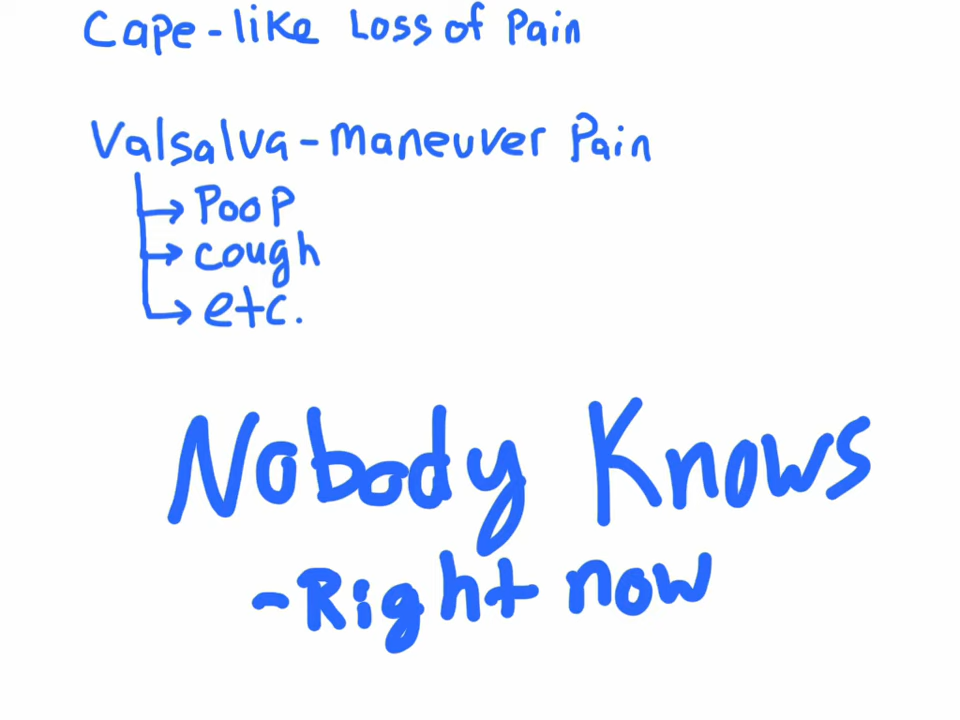 Cape-like Loss of Pain
Valsalva-Maneuver Pain
→ Poop
→ cough
→ etc.
Nobody Knows
-Right now